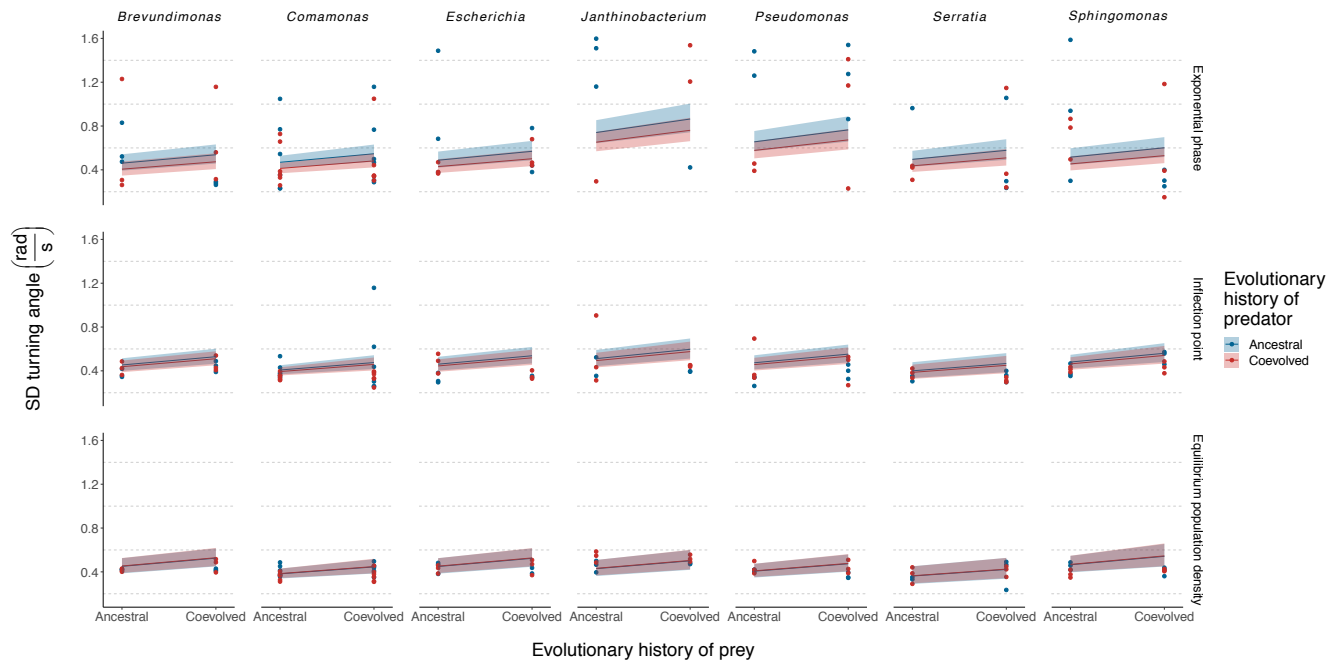 Brevundimonas Comamonas Escherichia Janthinobacterium Pseudomonas Serratia Sphingomonas
1.6
1.2
0.8
0.4
Exponential phase
1.6
1.2
0.8
0.4
Inflection point
1.6
1.2
0.8
0.4
Equilibrium population density
SD turning angle (rad/s)
Ancestral Coevolved Ancestral Coevolved Ancestral Coevolved Ancestral Coevolved Ancestral Coevolved Ancestral Coevolved Ancestral Coevolved
Evolutionary history of prey
Evolutionary
history of
predator
Ancestral
Coevolved